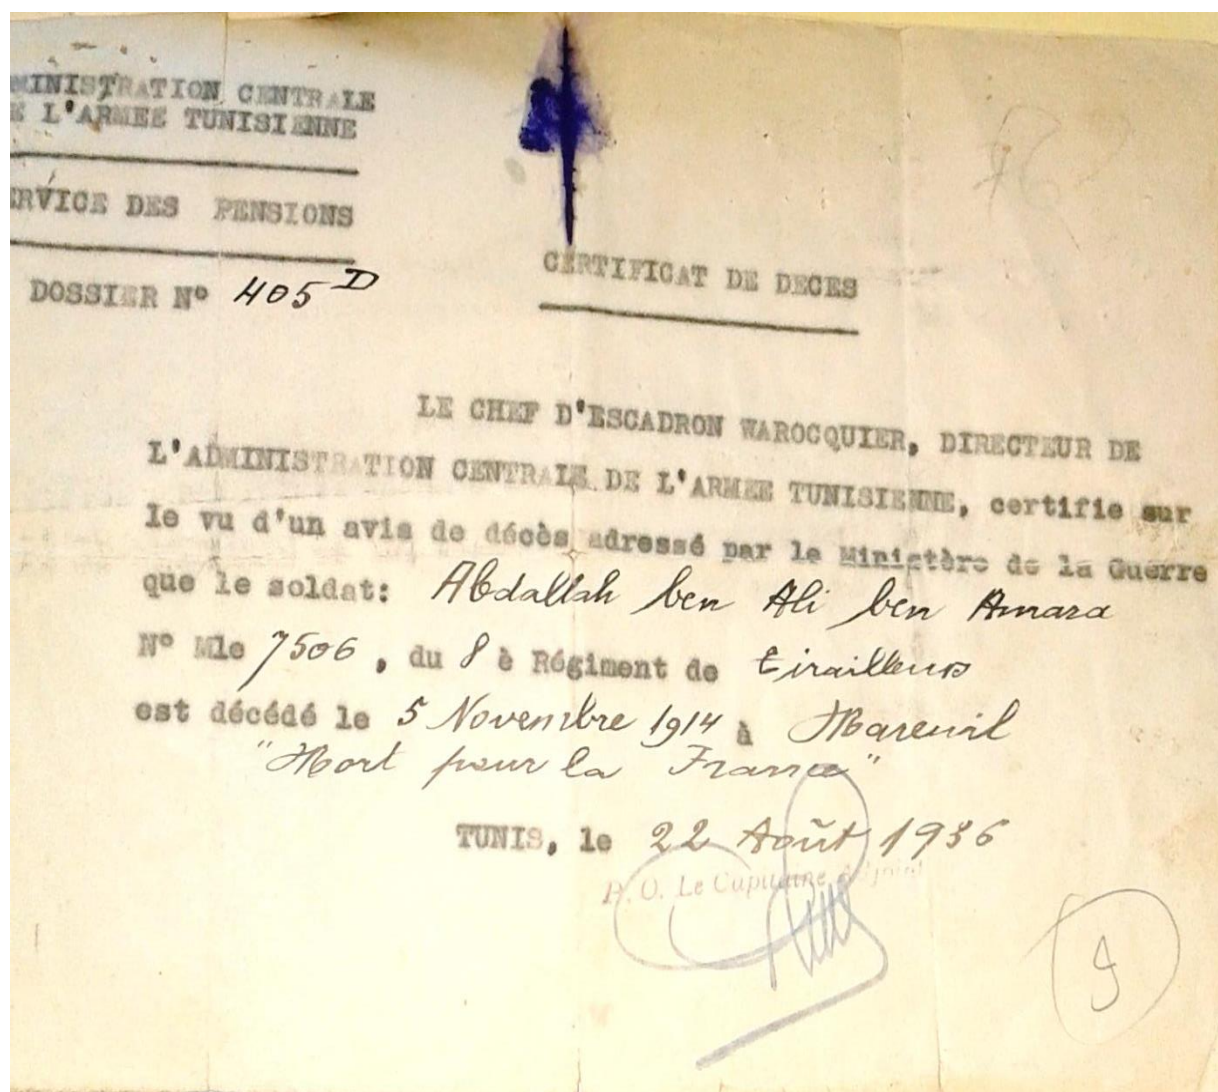 MINISTRATION CENTRALE
E L'ARMEE TUNISIENNE
ERVICE DES PENSIONS
DOSSIER N° 405 D
CERTIFICAT DE DECES
LE CHEF D'ESCADRON WAROCQUIER, DIRECTEUR DE
L'ADMINISTRATION CENTRALE DE L'ARMEE TUNISIENNE, certifie sur
le vu d'un avis de décès adressé par le Ministère de la Guerre
que le soldat: Abdallah ben Ali ben Amara
N° Mle 7506, du 8 è Régiment de Tirailleurs
est décédé le 5 Novembre 1914 à Mareuil
"Mort pour la France"
TUNIS, le 22 Août 1936
P.O. Le Capitaine adjoint
9